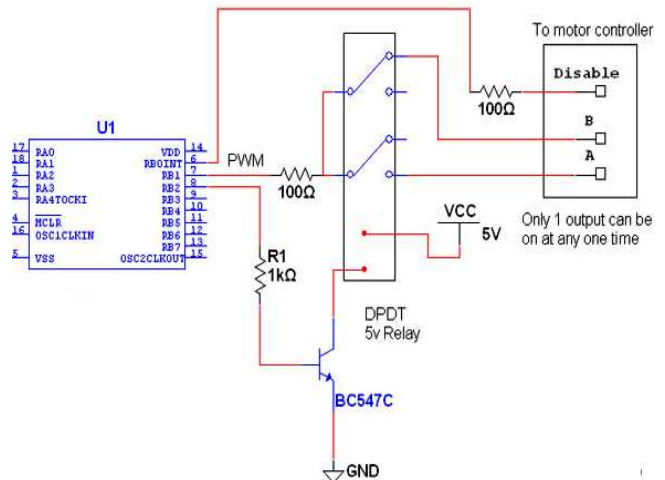 To motor controller
Disable
100Ω
B
A
U1
17 RA0 VDD 14
18 RA1 RB0INT 6
1 RA2 RB1 7
2 RA3 RB2 8
3 RA4TOCKI RB3 9
RB4 10
4 MCLR RB5 11
16 OSC1CLKIN RB6 12
RB7 13
5 VSS OSC2CLKOUT 15
PWM
100Ω
VCC
5V
Only 1 output can be
on at any one time
R1
1kΩ
DPDT
5v Relay
BC547C
GND